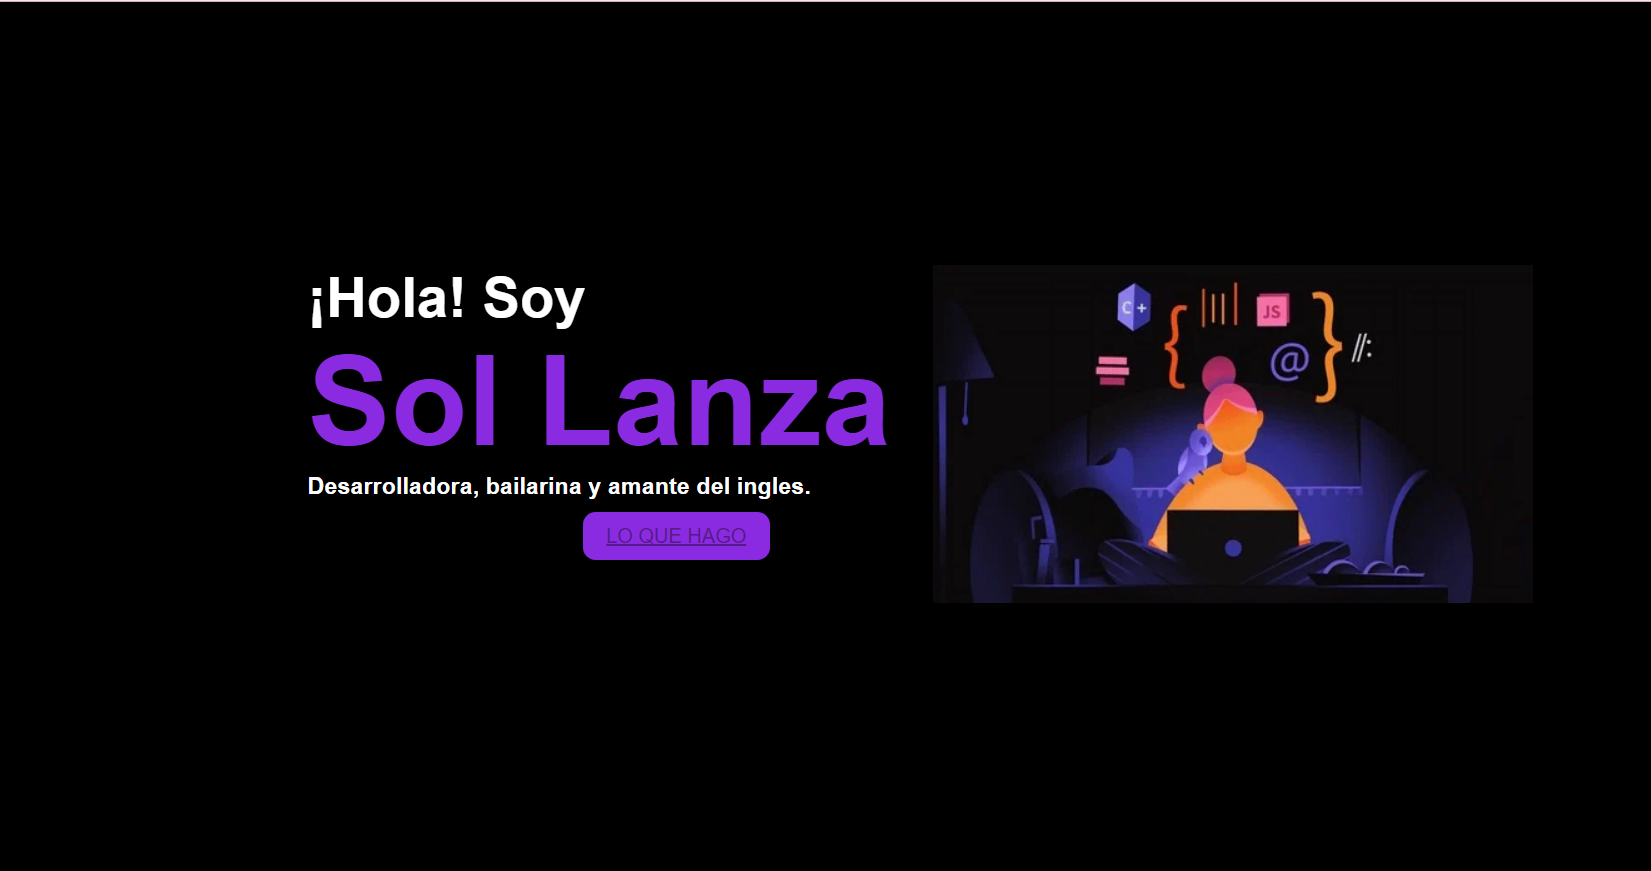 ¡Hola! Soy
Sol Lanza
Desarrolladora, bailarina y amante del ingles.
LO QUE HAGO
C+
JS
{
}
@
//: